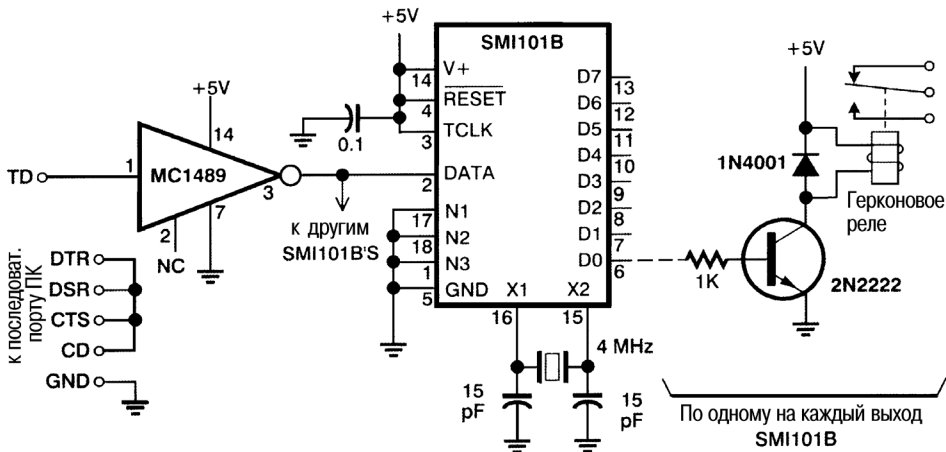 +5V
SMI101B
+5V
+5V
V+
14
RESET
4
TCLK
3
0.1
D7
13
D6
12
D5
11
D4
10
D3
9
D2
8
D1
7
D0
6
14
1
TD
MC1489
3
DATA
2
7
2
NC
к другим
SMI101B'S
N1
17
N2
18
N3
1
GND
5
X1
X2
16
15
4 MHz
15
pF
15
pF
1N4001
Герконовое
реле
1K
2N2222
к последоват.
порту ПК
DTR
DSR
CTS
CD
GND
По одному на каждый выход
SMI101B